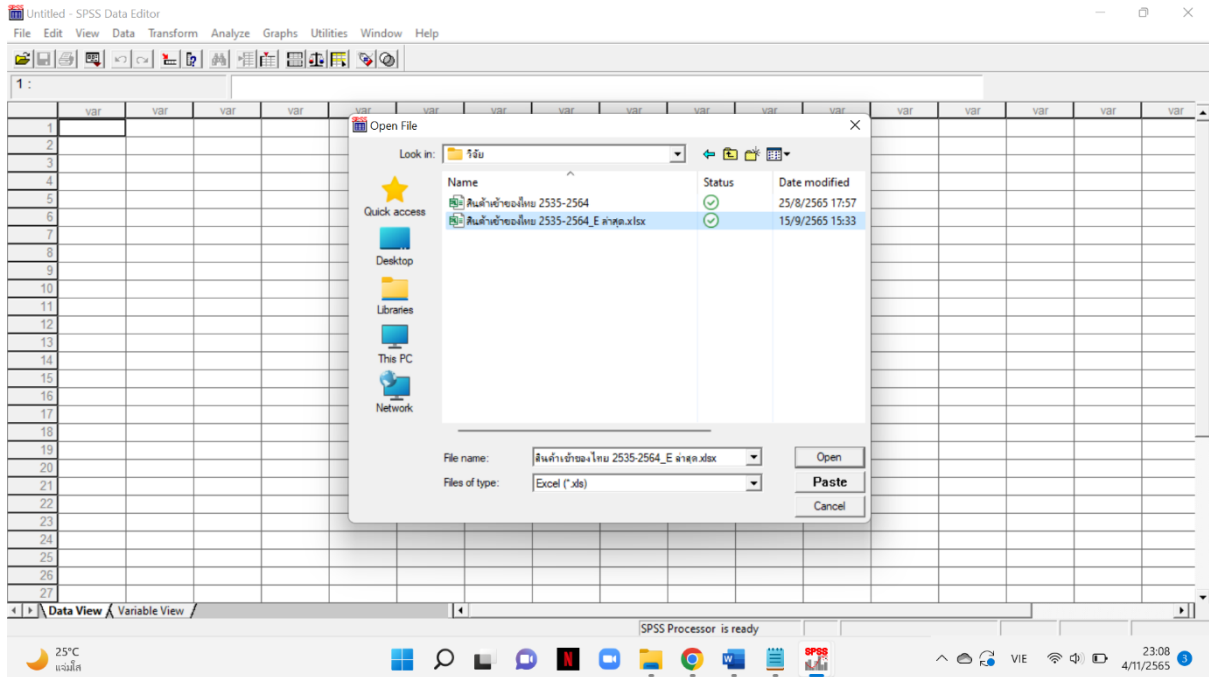 Untitled - SPSS Data Editor
File Edit View Data Transform Analyze Graphs Utilities Window Help
1 :
var var var var var var var var var var var var var var var var var
SPSS Open File
Look in: วิจัย
Name Status Date modified
Quick access
สินค้าเข้าของไทย 2535-2564 25/8/2565 17:57
สินค้าเข้าของไทย 2535-2564_E ล่าสุด.xlsx 15/9/2565 15:33
Desktop
Libraries
This PC
Network
File name: สินค้าเข้าของไทย 2535-2564_E ล่าสุด.xlsx Open
Files of type: Excel (*.xls) Paste
Cancel
1
2
3
4
5
6
7
8
9
10
11
12
13
14
15
16
17
18
19
20
21
22
23
24
25
26
27
Data View Variable View
SPSS Processor is ready
25°C
แจ่มใส
N
W
SPSS
VIE
23:08
4/11/2565
3